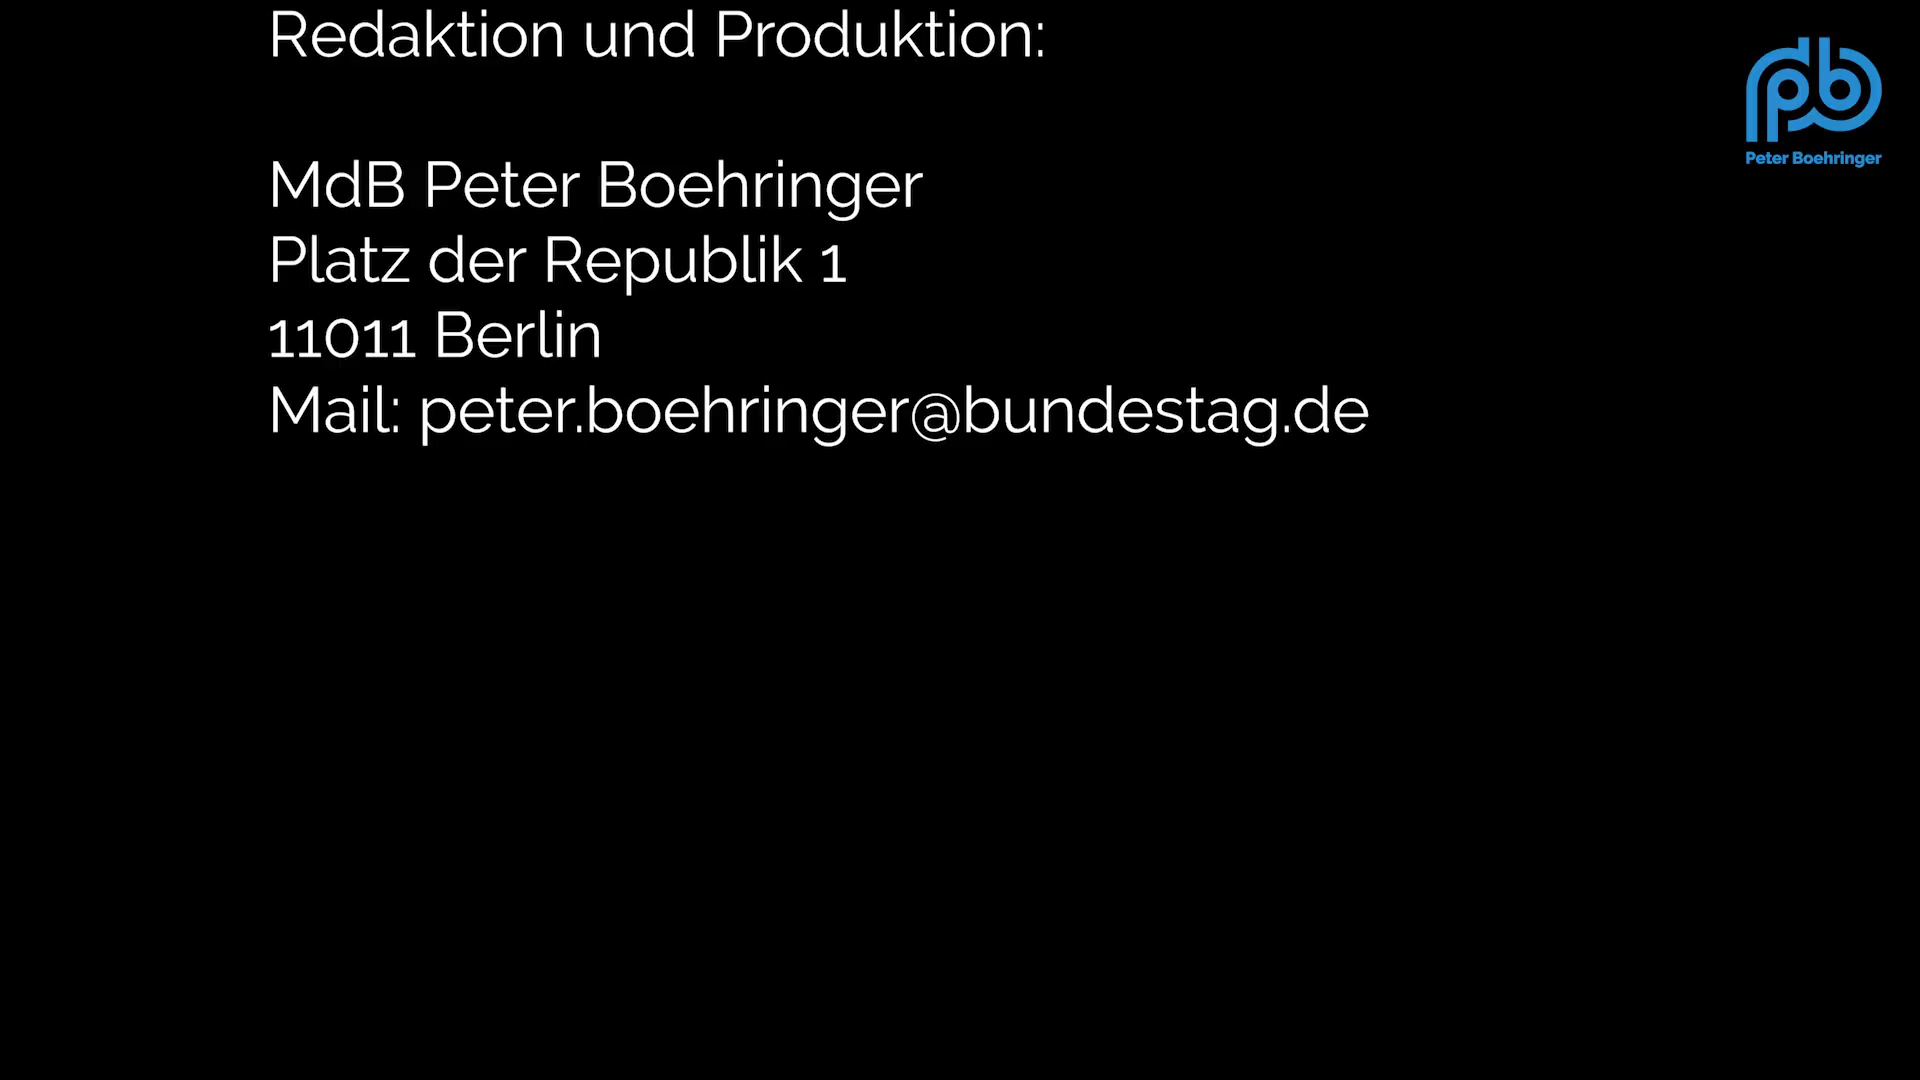 Redaktion und Produktion:
MdB Peter Boehringer
Platz der Republik 1
11011 Berlin
Mail: peter.boehringer@bundestag.de
pb
Peter Boehringer